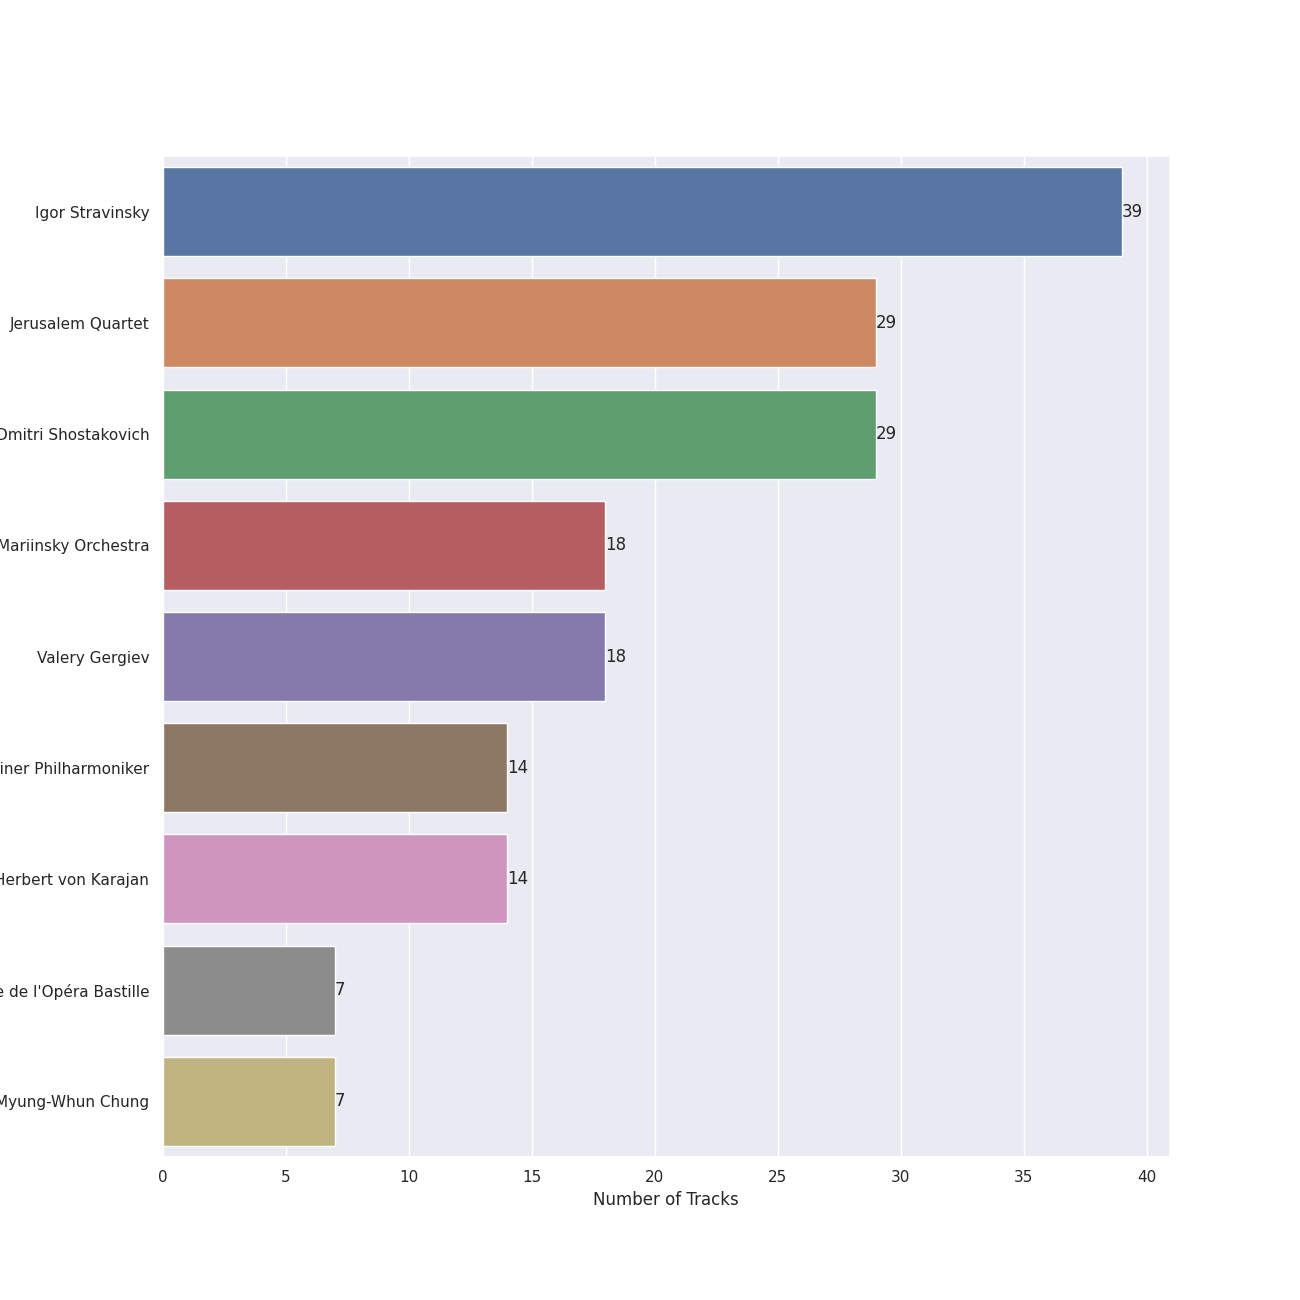 Igor Stravinsky 39
Jerusalem Quartet 29
Dmitri Shostakovich 29
Mariinsky Orchestra 18
Valery Gergiev 18
iner Philharmoniker 14
Herbert von Karajan 14
e de l'Opéra Bastille 7
Myung-Whun Chung 7
0 5 10 15 20 25 30 35 40
Number of Tracks